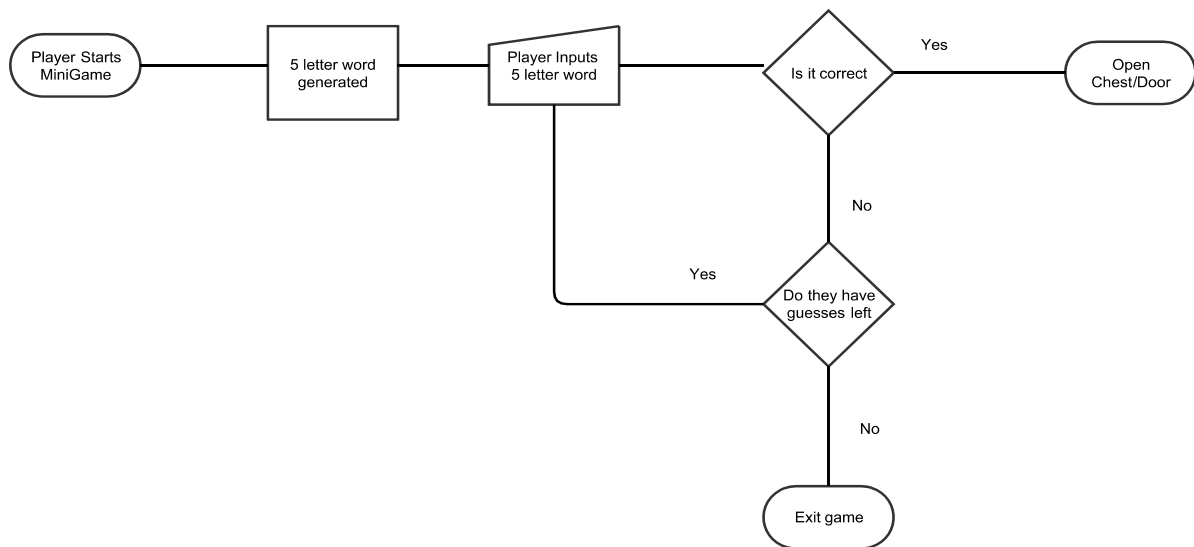 Player Starts
MiniGame
5 letter word
generated
Player Inputs
5 letter word
Is it correct
Yes
Open
Chest/Door
No
Yes
Do they have
guesses left
No
Exit game